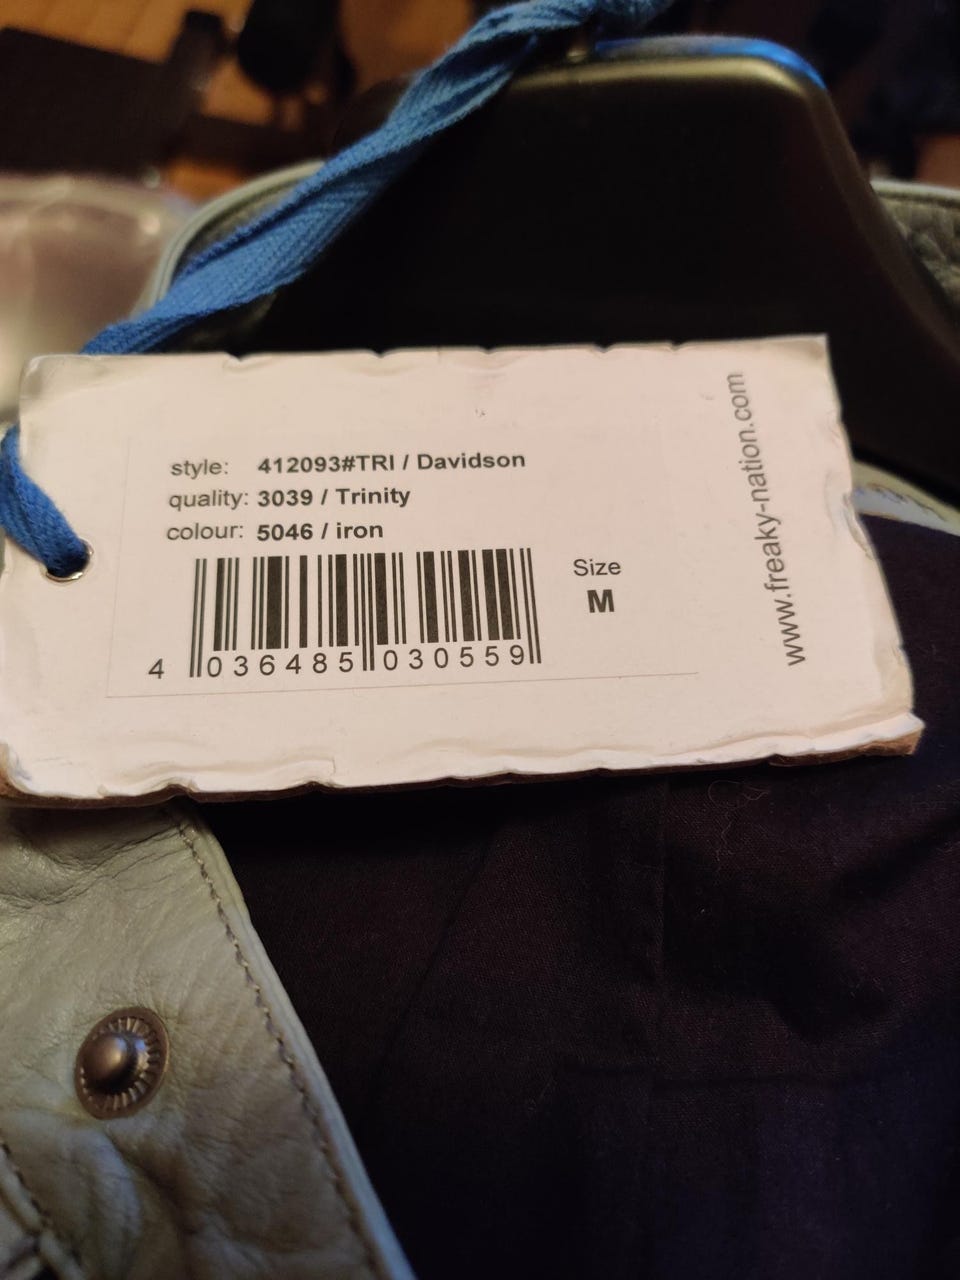 style: 412093#TRI / Davidson
quality: 3039 / Trinity
colour: 5046 / iron
4 036485 030559
Size
M
www.freaky-nation.com